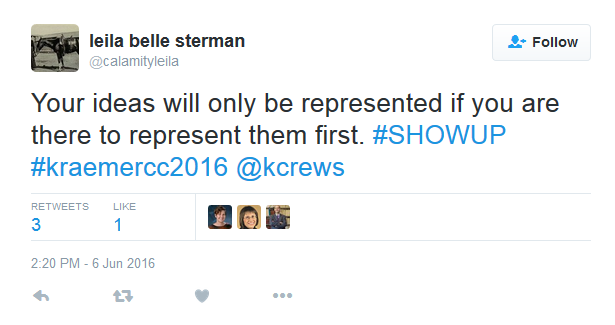 leila belle sterman
@calamityleila
Follow
Your ideas will only be represented if you are
there to represent them first. #SHOWUP
#kraemercc2016 @kcrews
RETWEETS LIKE
3 1
2:20 PM - 6 Jun 2016